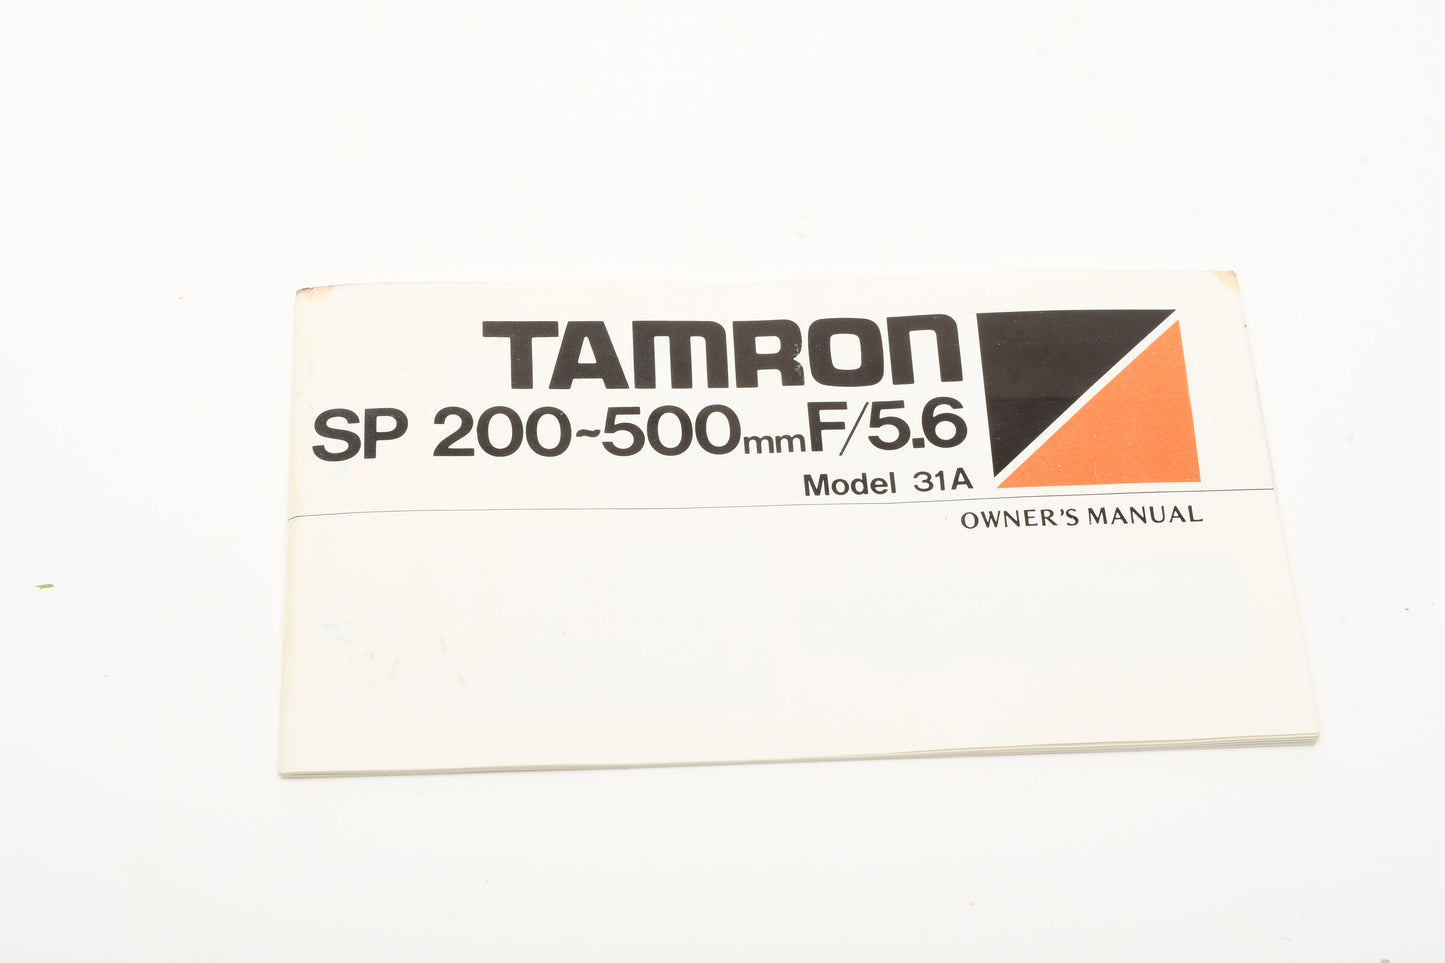 TAMRON
SP 200~500mm F/5.6
Model 31A
OWNER'S MANUAL